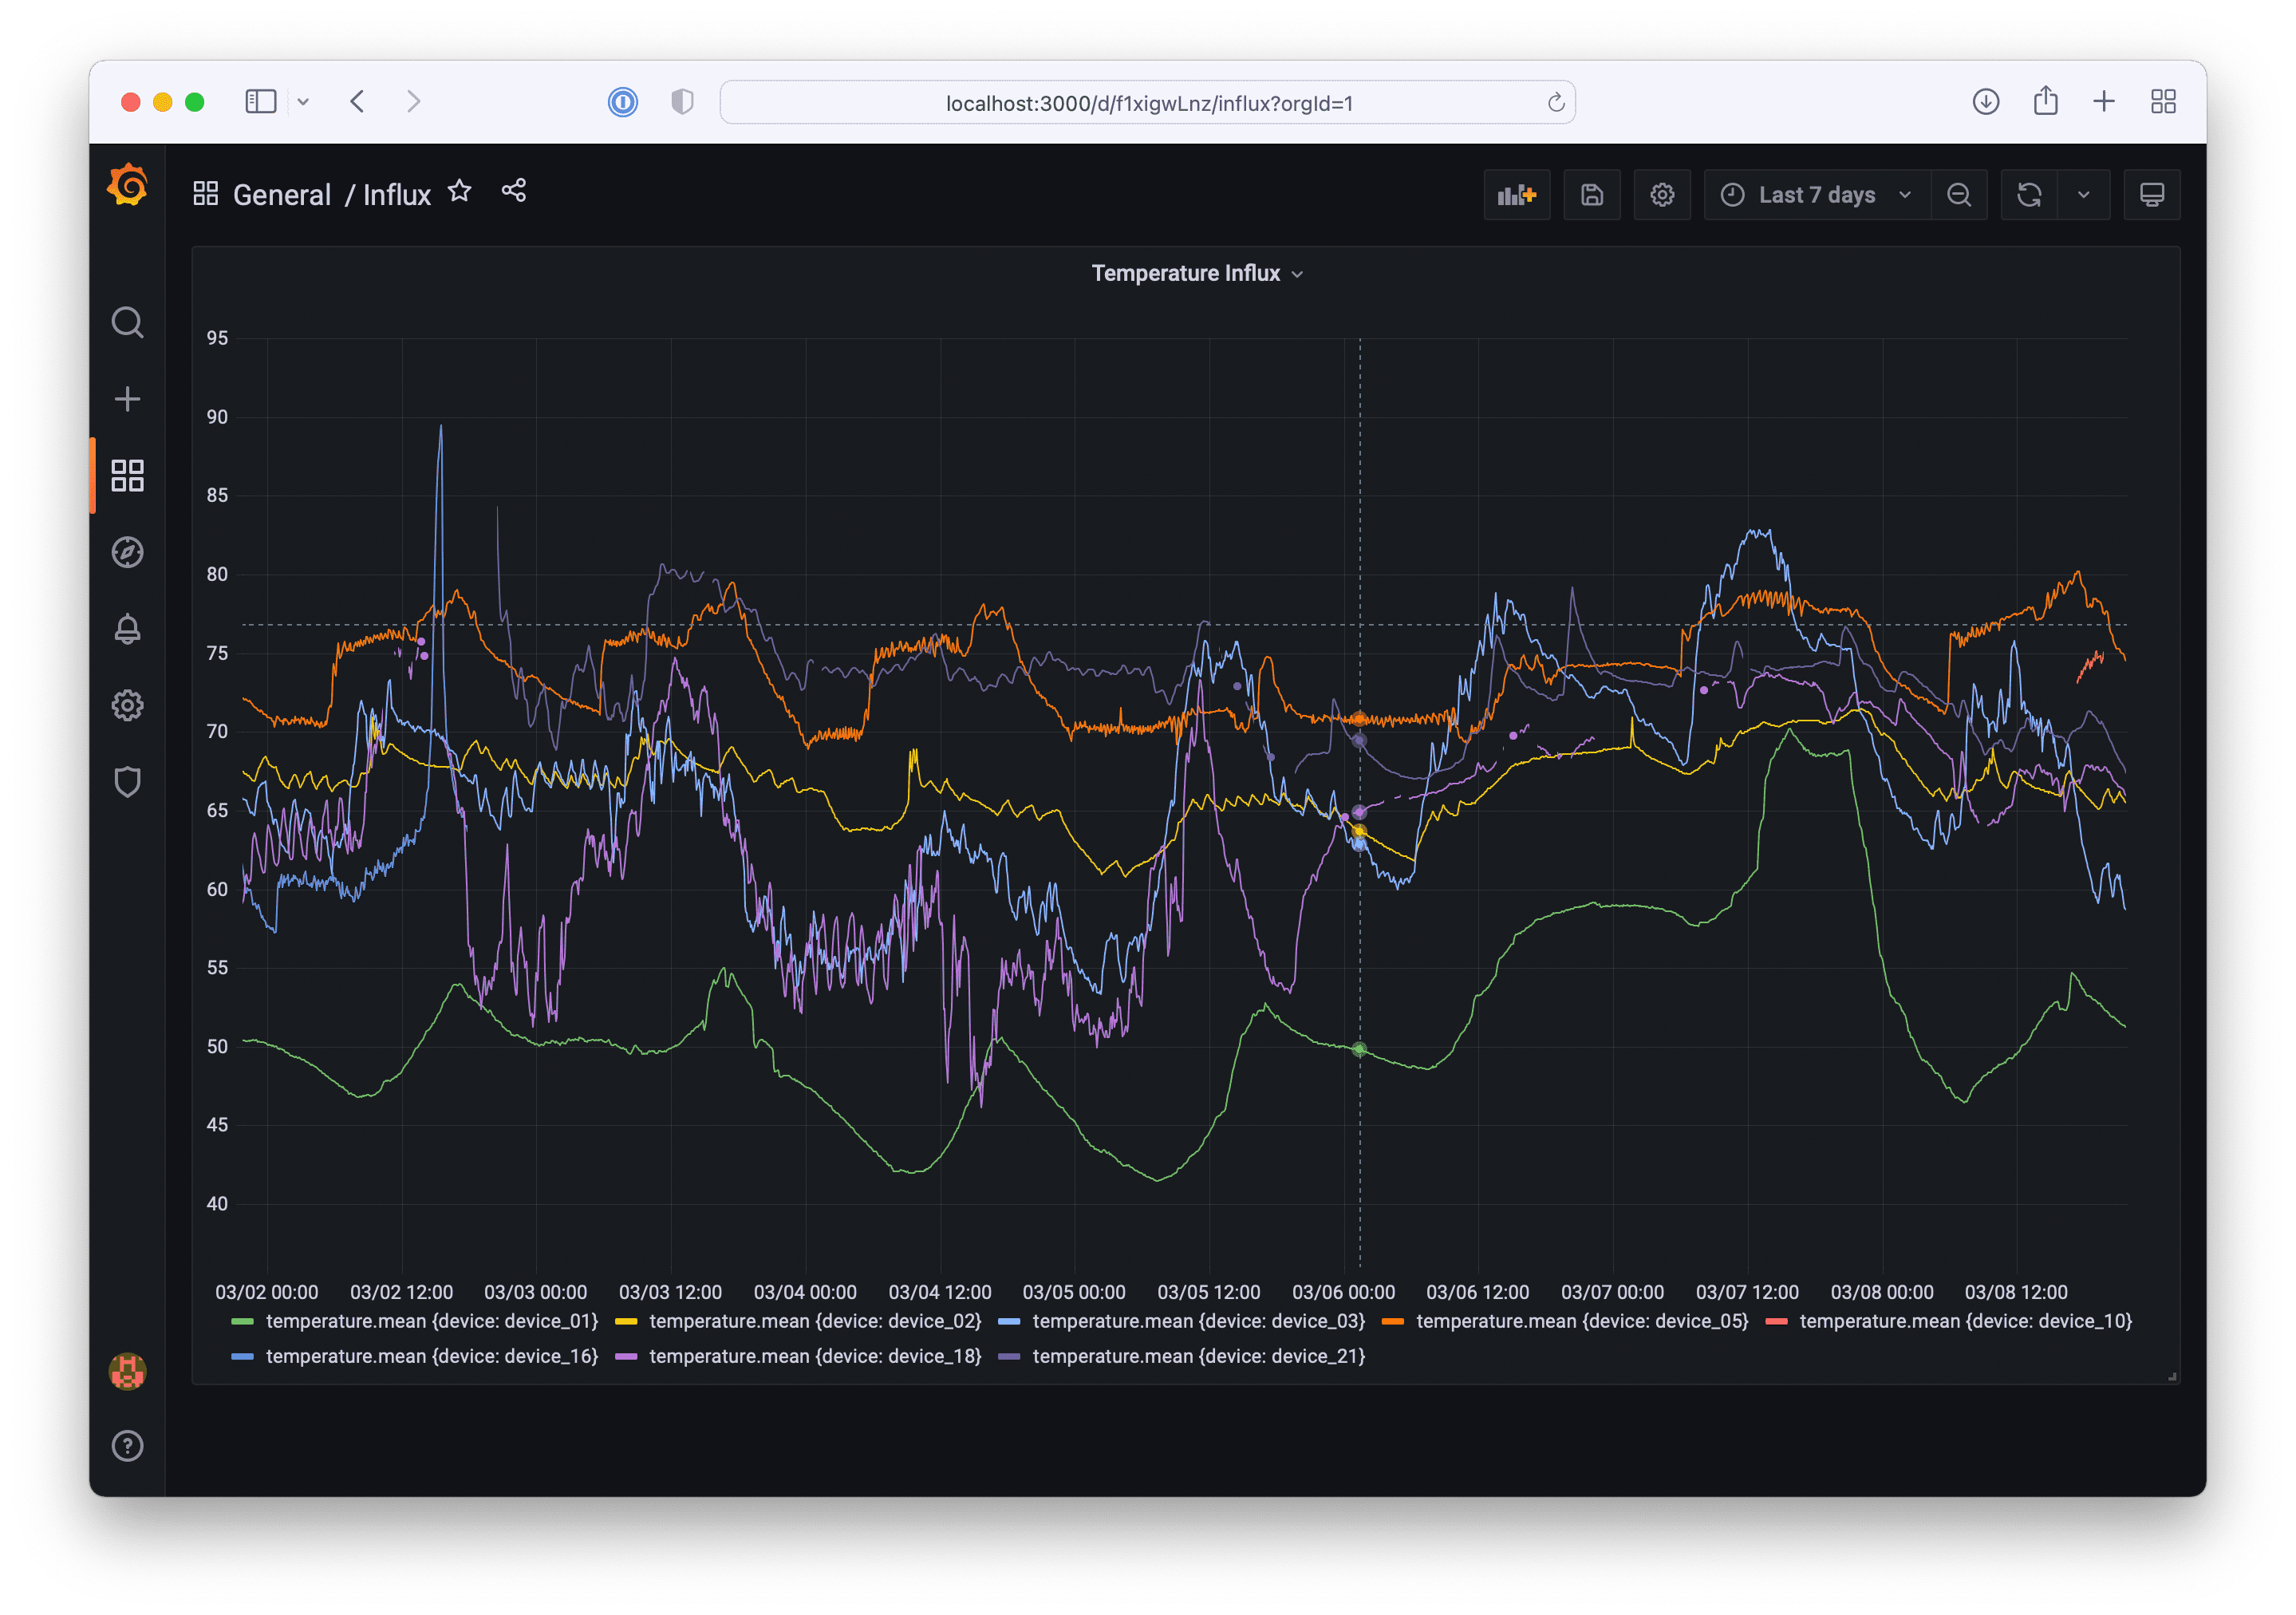 localhost:3000/d/f1xigwLnz/influx?orgId=1
General / Influx
Last 7 days
Temperature Influx
95
90
85
80
75
70
65
60
55
50
45
40
03/02 00:00 03/02 12:00 03/03 00:00 03/03 12:00 03/04 00:00 03/04 12:00 03/05 00:00 03/05 12:00 03/06 00:00 03/06 12:00 03/07 00:00 03/07 12:00 03/08 00:00 03/08 12:00
temperature.mean {device: device_01} temperature.mean {device: device_02} temperature.mean {device: device_03} temperature.mean {device: device_05} temperature.mean {device: device_10}
temperature.mean {device: device_16} temperature.mean {device: device_18} temperature.mean {device: device_21}